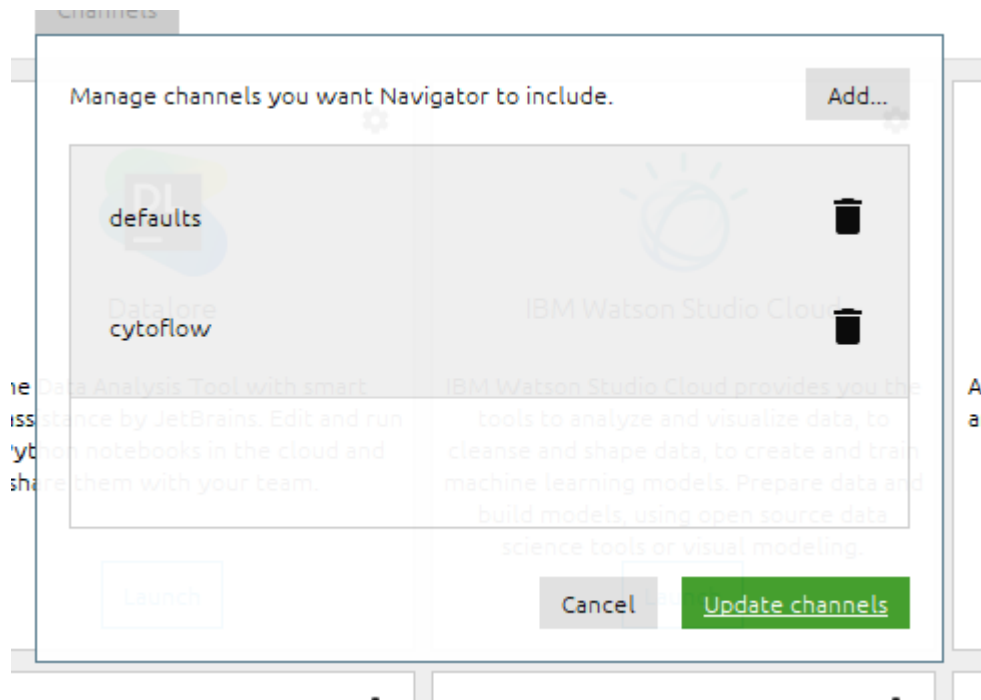 Channels
Manage channels you want Navigator to include.
Add...
defaults
cytoflow
Datalore
IBM Watson Studio Cloud
Data Analysis Tool with smart
assistance by JetBrains. Edit and run
Python notebooks in the cloud and
share them with your team.
IBM Watson Studio Cloud provides you the
tools to analyze and visualize data, to
cleanse and shape data, to create and train
machine learning models. Prepare data and
build models, using open source data
science tools or visual modeling.
Launch
Cancel
Update channels